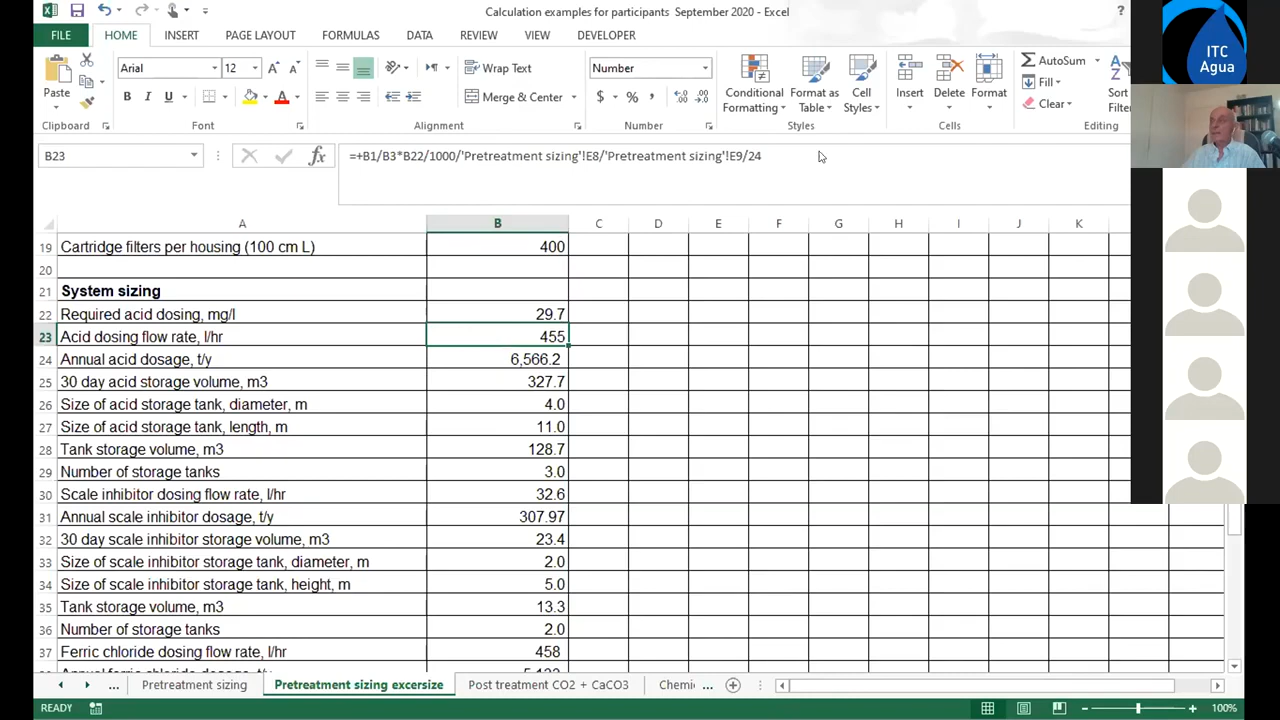 Calculation examples for participants September 2020 - Excel
?
FILE HOME INSERT PAGE LAYOUT FORMULAS DATA REVIEW VIEW DEVELOPER
Paste
Arial 12
B I U
Wrap Text
Merge & Center
Number
$ % ,
Conditional Formatting
Format as Table
Cell Styles
Insert
Delete
Format
AutoSum
Fill
Clear
Sort
Filter
Clipboard Font Alignment Number Styles Cells Editing
B23
=+B1/B3*B22/1000/'Pretreatment sizing'!E8/'Pretreatment sizing'!E9/24
A B C D E F G H I J K
19 Cartridge filters per housing (100 cm L) 400
20
21 System sizing
22 Required acid dosing, mg/l 29.7
23 Acid dosing flow rate, l/hr 455
24 Annual acid dosage, t/y 6,566.2
25 30 day acid storage volume, m3 327.7
26 Size of acid storage tank, diameter, m 4.0
27 Size of acid storage tank, length, m 11.0
28 Tank storage volume, m3 128.7
29 Number of storage tanks 3.0
30 Scale inhibitor dosing flow rate, l/hr 32.6
31 Annual scale inhibitor dosage, t/y 307.97
32 30 day scale inhibitor storage volume, m3 23.4
33 Size of scale inhibitor storage tank, diameter, m 2.0
34 Size of scale inhibitor storage tank, height, m 5.0
35 Tank storage volume, m3 13.3
36 Number of storage tanks 2.0
37 Ferric chloride dosing flow rate, l/hr 458
... Pretreatment sizing Pretreatment sizing excersize Post treatment CO2 + CaCO3 Chemi ...
READY 100%
ITC
Agua